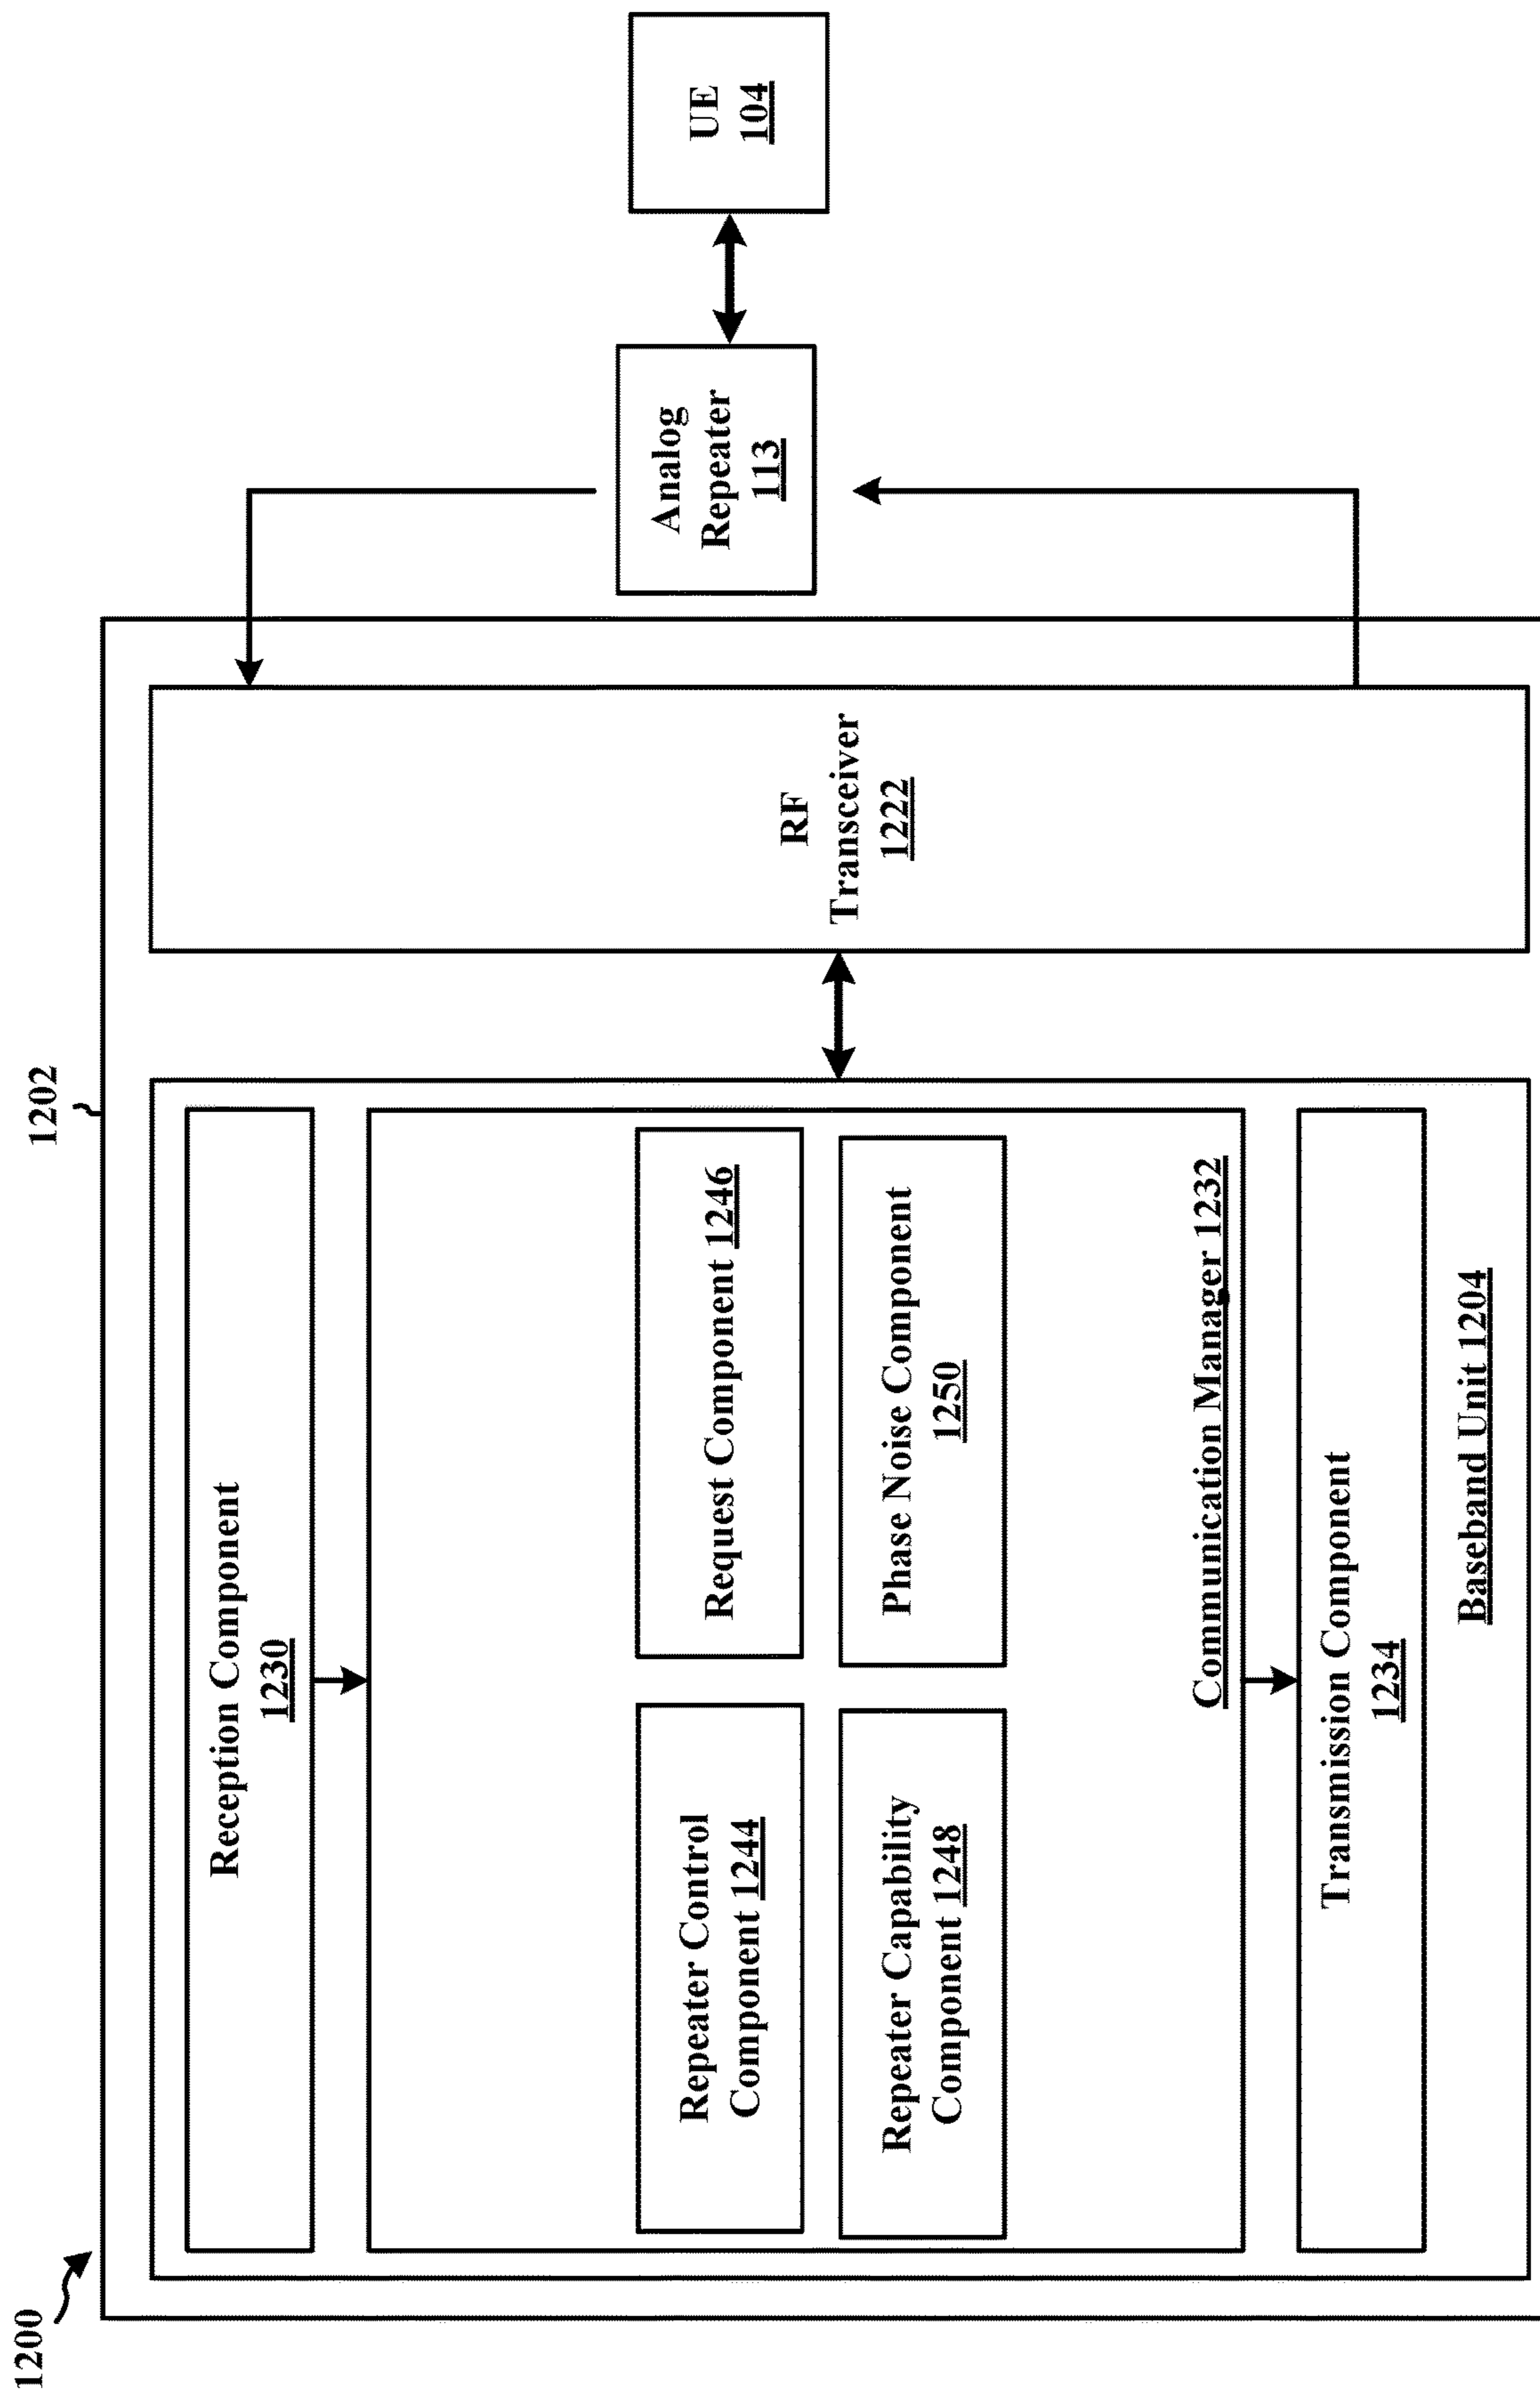 1200
1202
Reception Component
1230
Repeater Control
Component 1244
Request Component 1246
Repeater Capability
Component 1248
Phase Noise Component
1250
Communication Manager 1232
Transmission Component
1234
Baseband Unit 1204
RF
Transceiver
1222
Analog
Repeater
113
UE
104